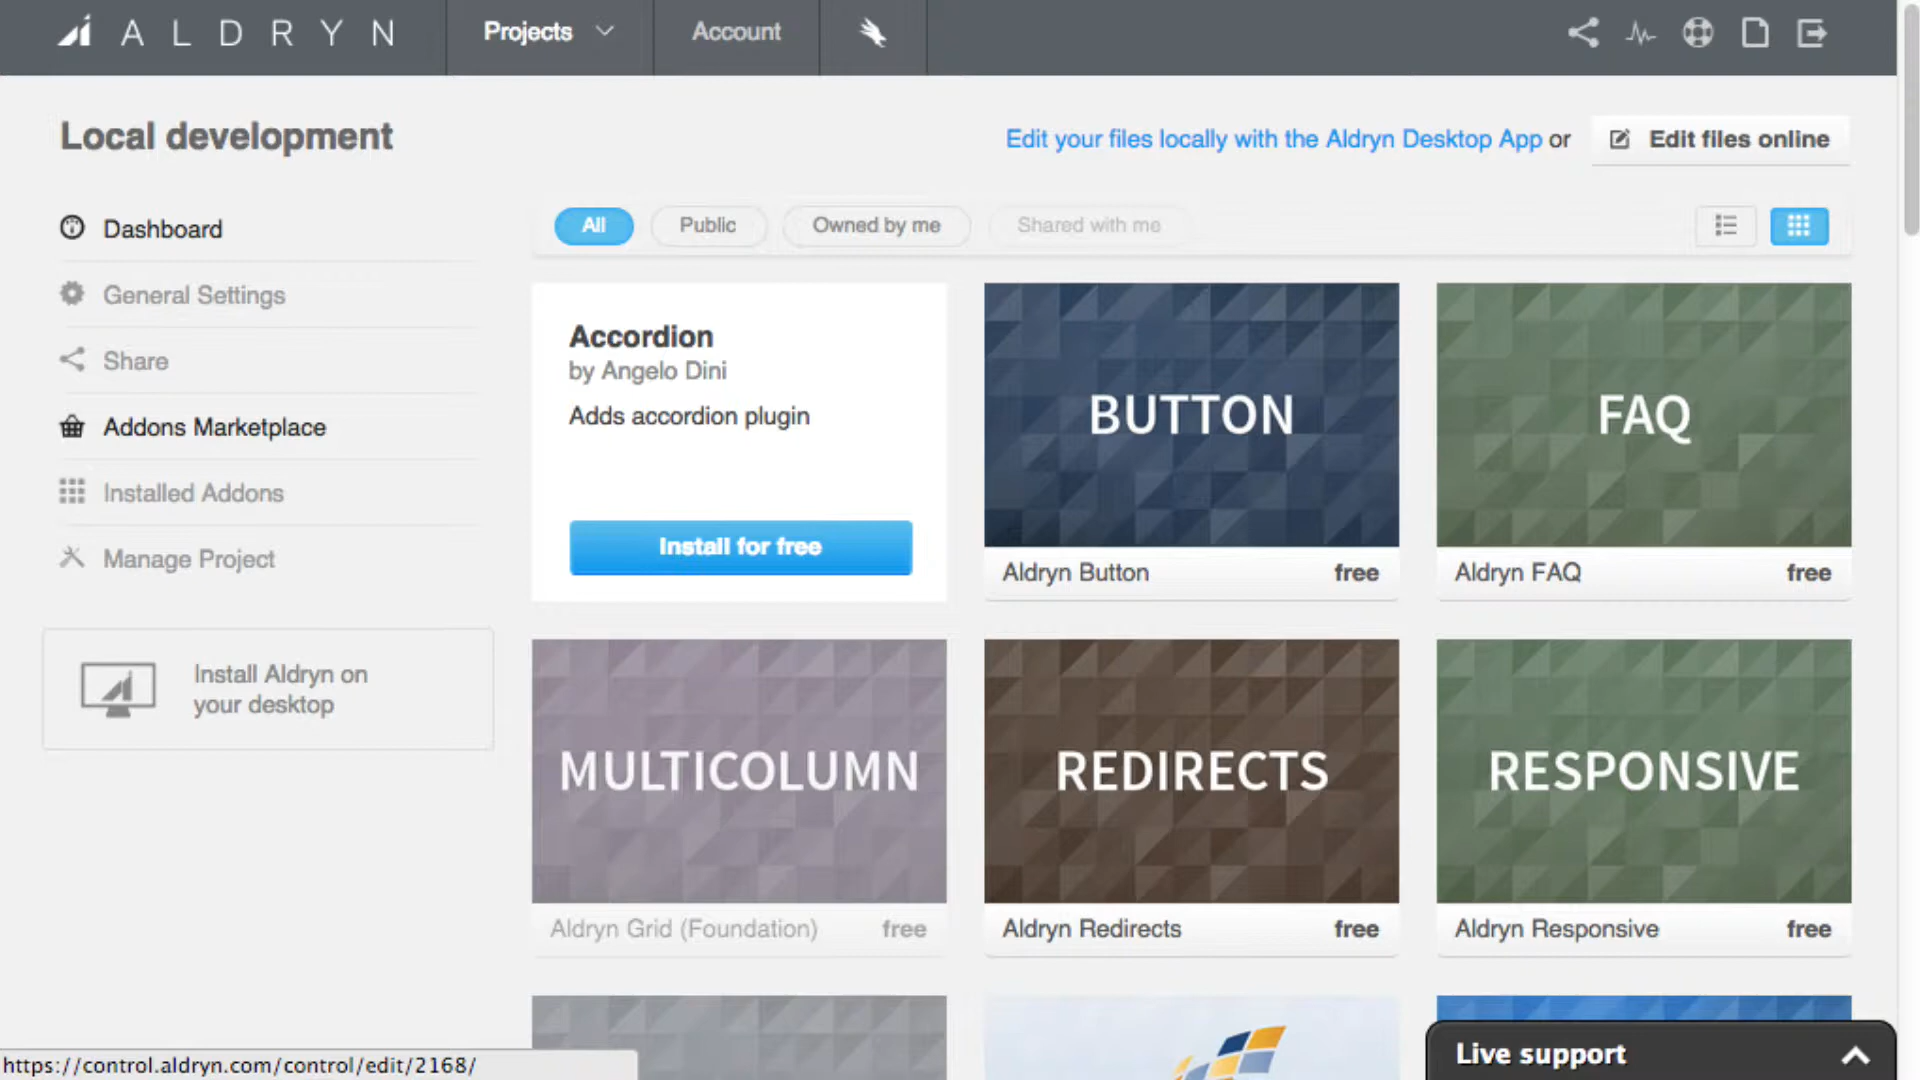 ALDRYN
Projects
Account
Local development
Edit your files locally with the Aldryn Desktop App or
Edit files online
Dashboard
General Settings
Share
Addons Marketplace
Installed Addons
Manage Project
Install Aldryn on
your desktop
All
Public
Owned by me
Shared with me
Accordion
by Angelo Dini
Adds accordion plugin
Install for free
BUTTON
Aldryn Button
free
FAQ
Aldryn FAQ
free
MULTICOLUMN
Aldryn Grid (Foundation)
free
REDIRECTS
Aldryn Redirects
free
RESPONSIVE
Aldryn Responsive
free
https://control.aldryn.com/control/edit/2168/
Live support